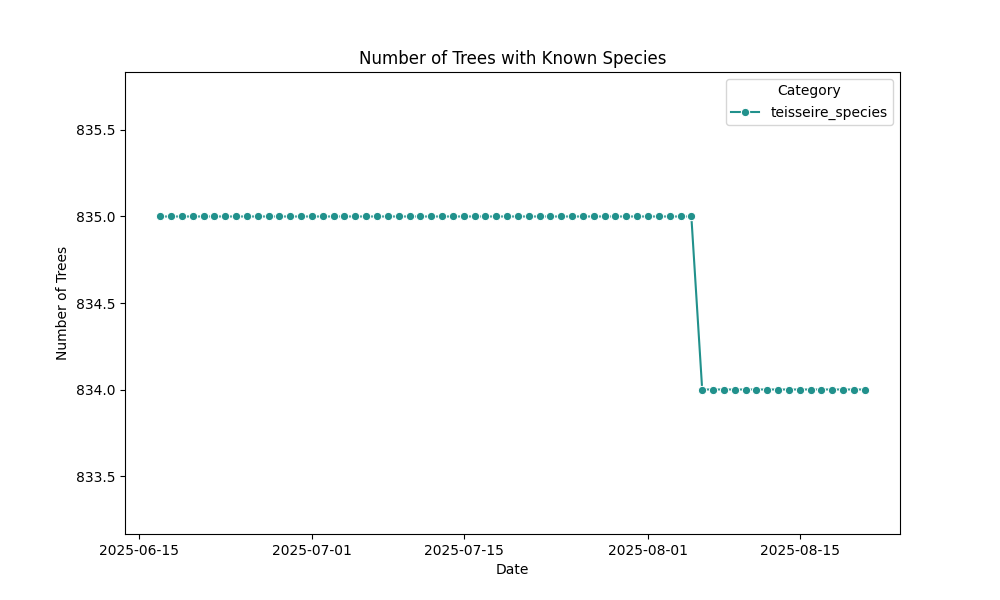 Number of Trees with Known Species
Category
teisseire_species
835.5
835.0
834.5
834.0
833.5
Number of Trees
2025-06-15 2025-07-01 2025-07-15 2025-08-01 2025-08-15
Date